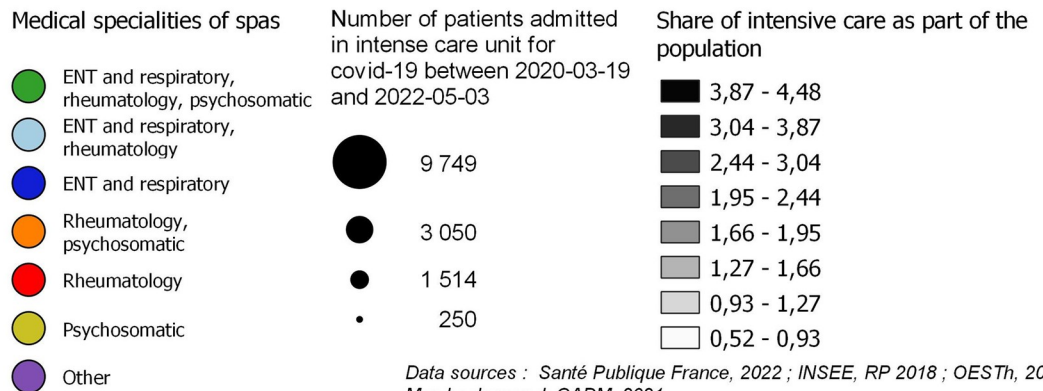 Medical specialities of spas
ENT and respiratory,
rheumatology, psychosomatic
ENT and respiratory,
rheumatology
ENT and respiratory
Rheumatology,
psychosomatic
Rheumatology
Psychosomatic
Other
Number of patients admitted
in intense care unit for
covid-19 between 2020-03-19
and 2022-05-03
9 749
3 050
1 514
250
Share of intensive care as part of the
population
3,87 - 4,48
3,04 - 3,87
2,44 - 3,04
1,95 - 2,44
1,66 - 1,95
1,27 - 1,66
0,93 - 1,27
0,52 - 0,93
Data sources : Santé Publique France, 2022 ; INSEE, RP 2018 ; OESTh, 20